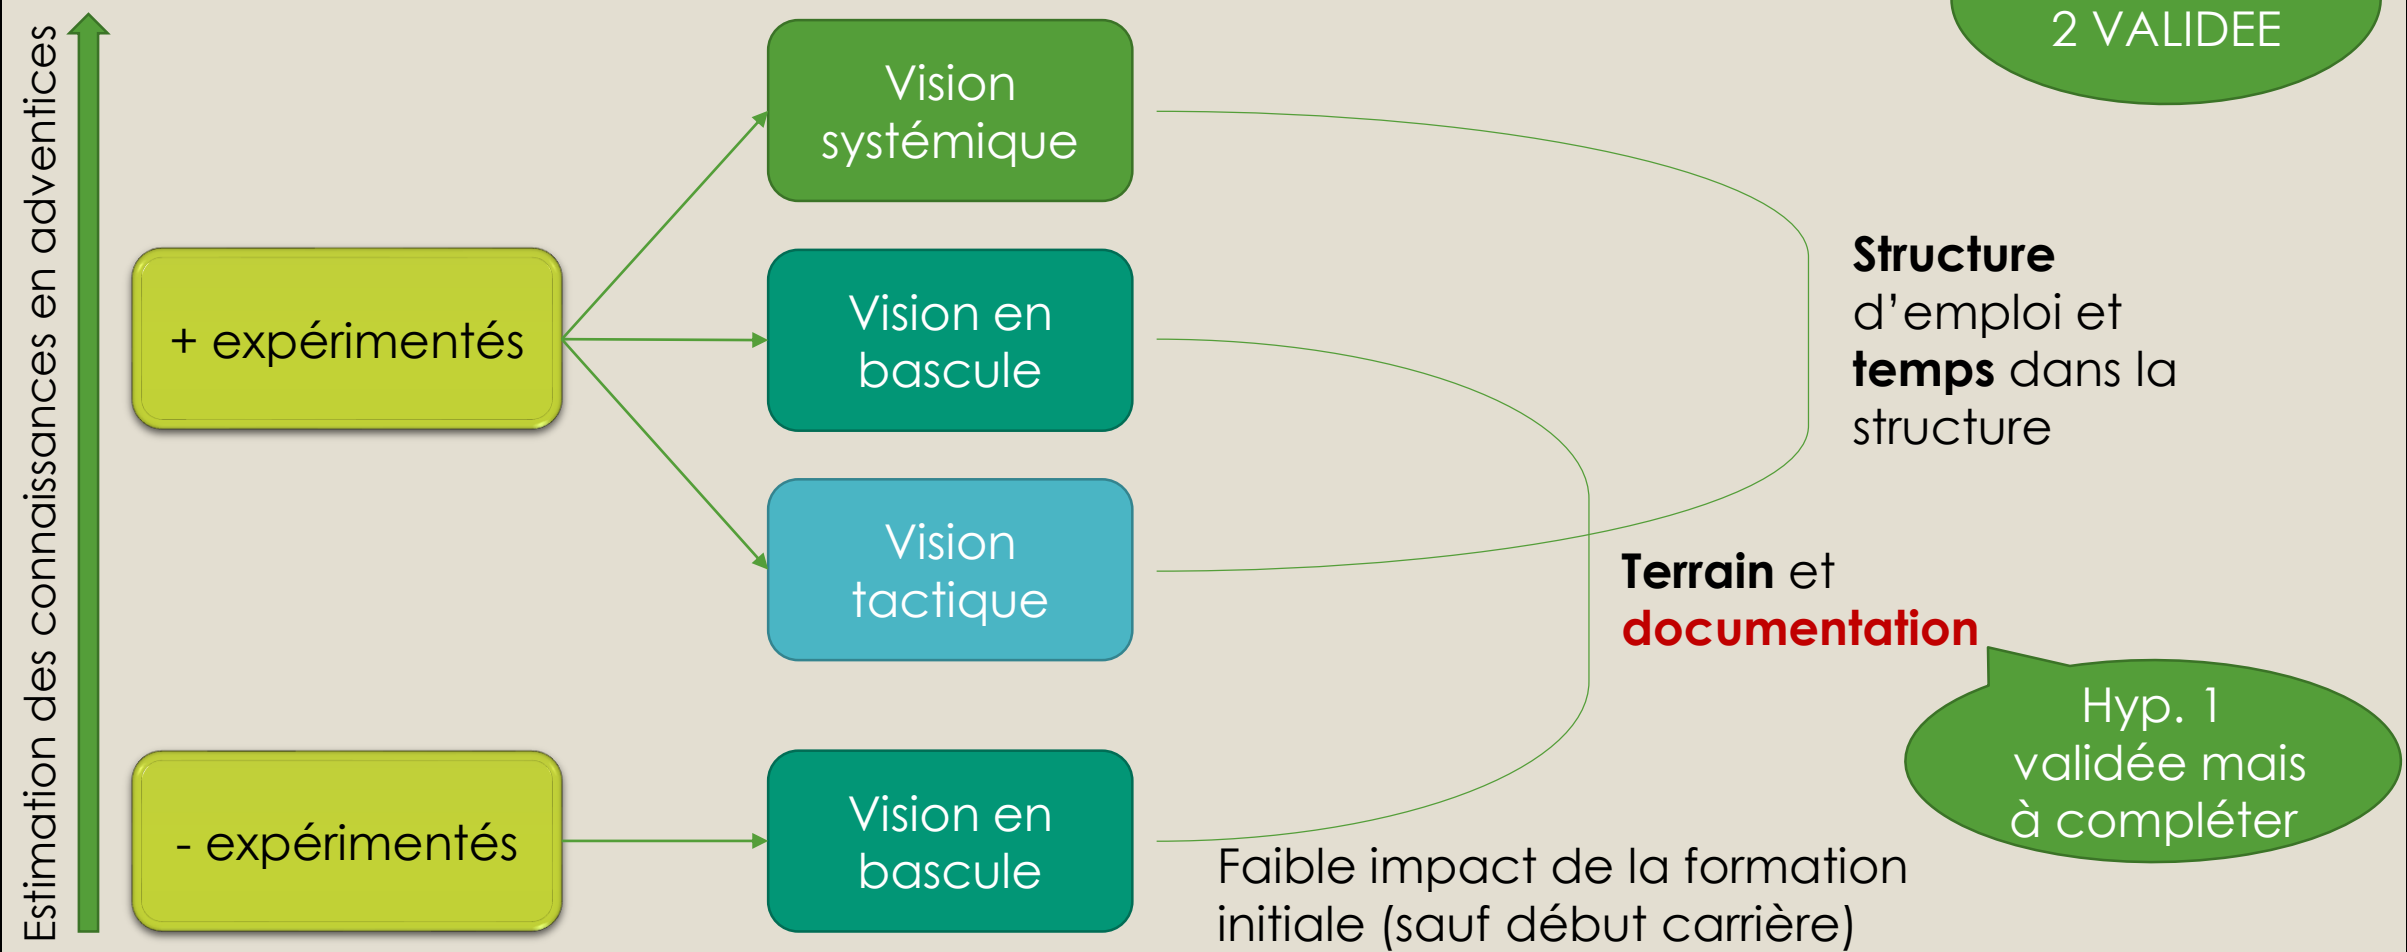 Estimation des connaissances en adventices
2 VALIDEE
Vision
systémique
+ expérimentés
Vision en
bascule
Structure
d’emploi et
temps dans la
structure
Vision
tactique
Terrain et
documentation
Hyp. 1
validée mais
à compléter
- expérimentés
Vision en
bascule
Faible impact de la formation
initiale (sauf début carrière)